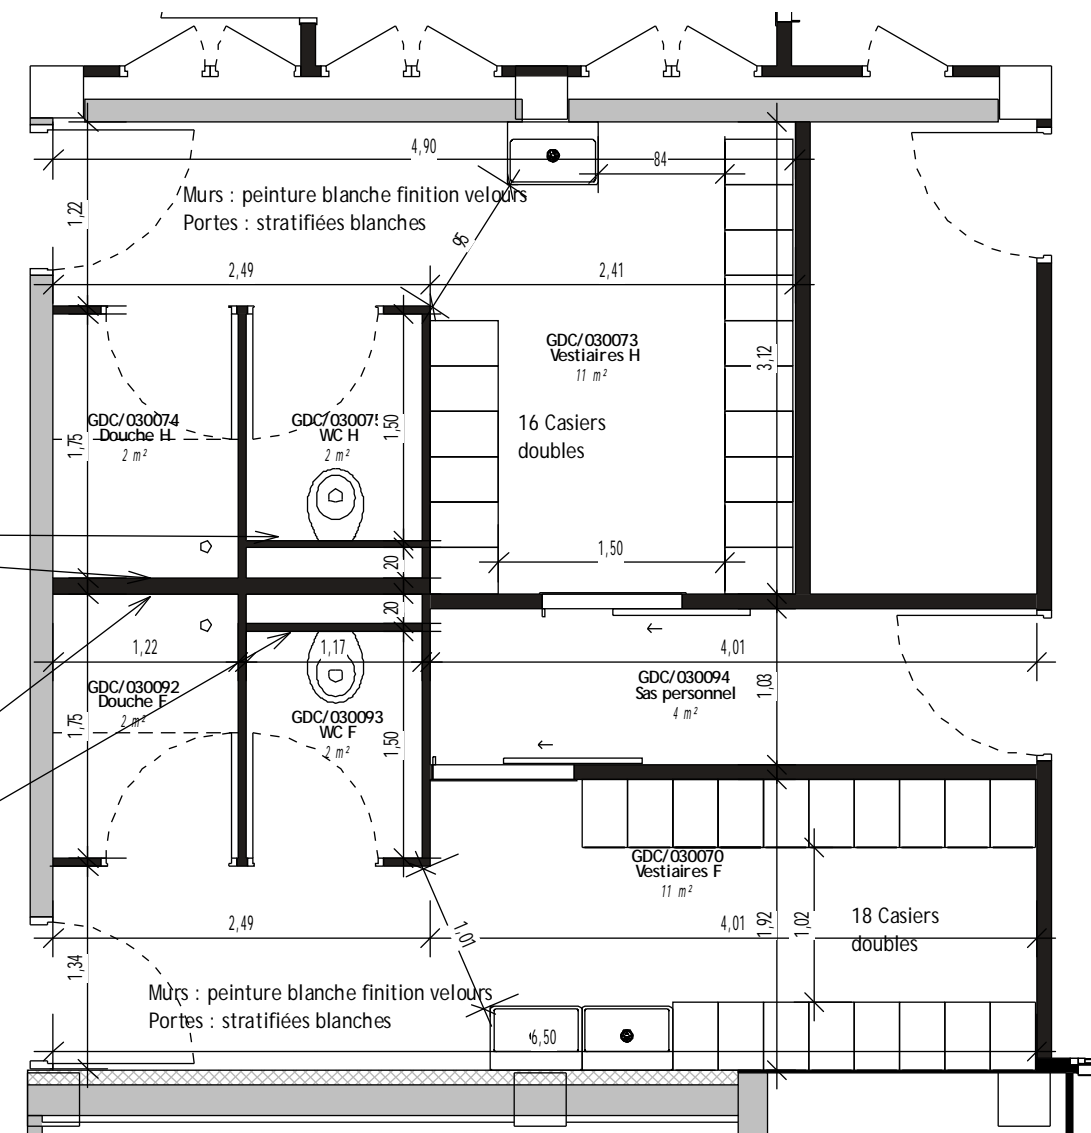 4,90
84
Murs : peinture blanche finition velours
Portes : stratifiées blanches
1,22
95
2,49
2,41
GDC/030073
Vestiaires H
11 m²
3,12
GDC/030074
Douche H
2 m²
1,75
GDC/030075
WC H
2 m²
1,50
16 Casiers
doubles
1,50
20
20
1,22
1,17
4,01
GDC/030092
Douche F
2 m²
1,75
GDC/030093
WC F
2 m²
1,50
GDC/030094
Sas personnel
4 m²
1,03
GDC/030070
Vestiaires F
11 m²
2,49
1,01
4,01
1,92
1,02
18 Casiers
doubles
1,34
Murs : peinture blanche finition velours
Portes : stratifiées blanches
6,50